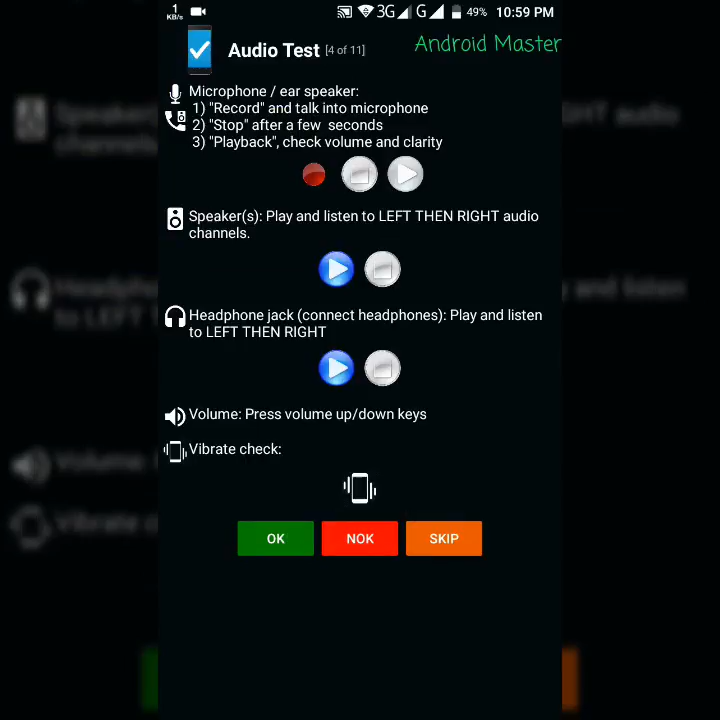 1
KB/s
3G
G
49%
10:59 PM
Audio Test [4 of 11]
Android Master
Microphone / ear speaker:
1) "Record" and talk into microphone
2) "Stop" after a few seconds
3) "Playback", check volume and clarity
Speaker(s): Play and listen to LEFT THEN RIGHT audio
channels.
Headphone jack (connect headphones): Play and listen
to LEFT THEN RIGHT
Volume: Press volume up/down keys
Vibrate check:
OK
NOK
SKIP